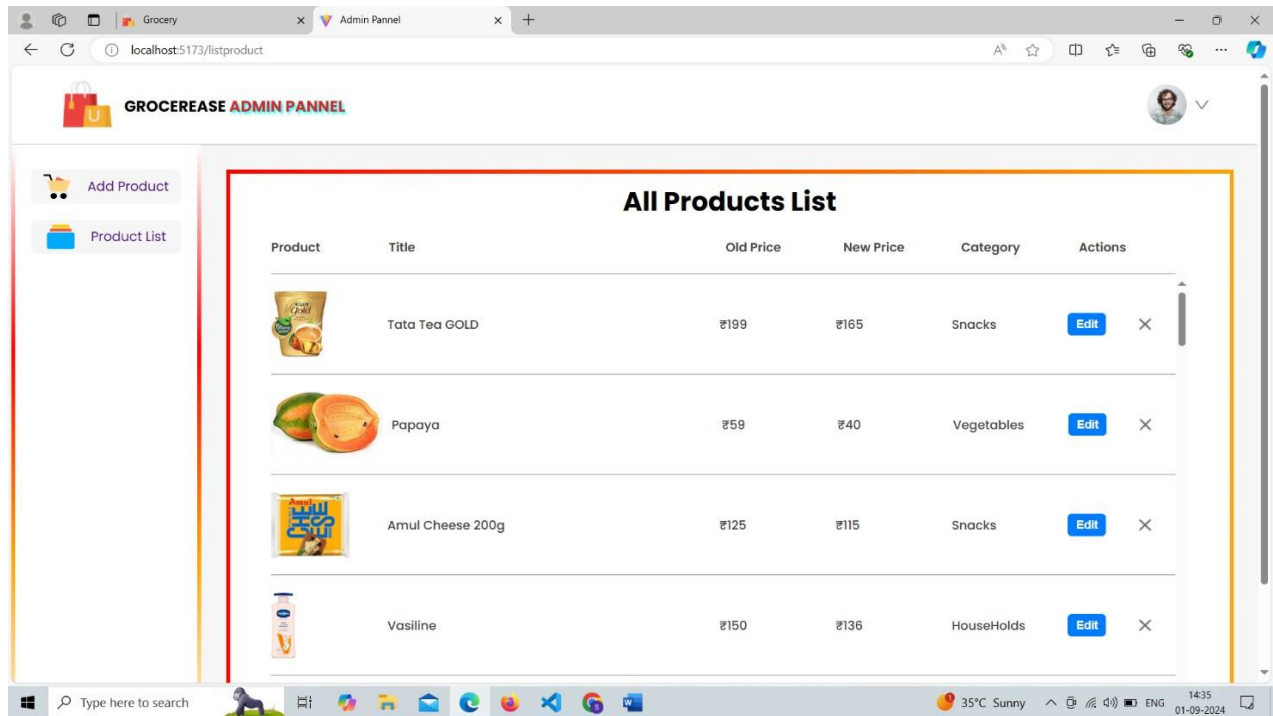 Grocery
Admin Pannel
localhost:5173/listproduct
GROCEREASE ADMIN PANNEL
Add Product
Product List
All Products List
Product Title Old Price New Price Category Actions
Gold
Tata Tea GOLD ₹199 ₹165 Snacks Edit
Papaya ₹59 ₹40 Vegetables Edit
Amul
CHEESE
Amul Cheese 200g ₹125 ₹115 Snacks Edit
Vasiline ₹150 ₹136 HouseHolds Edit
Type here to search
35°C Sunny
ENG
14:35
01-09-2024